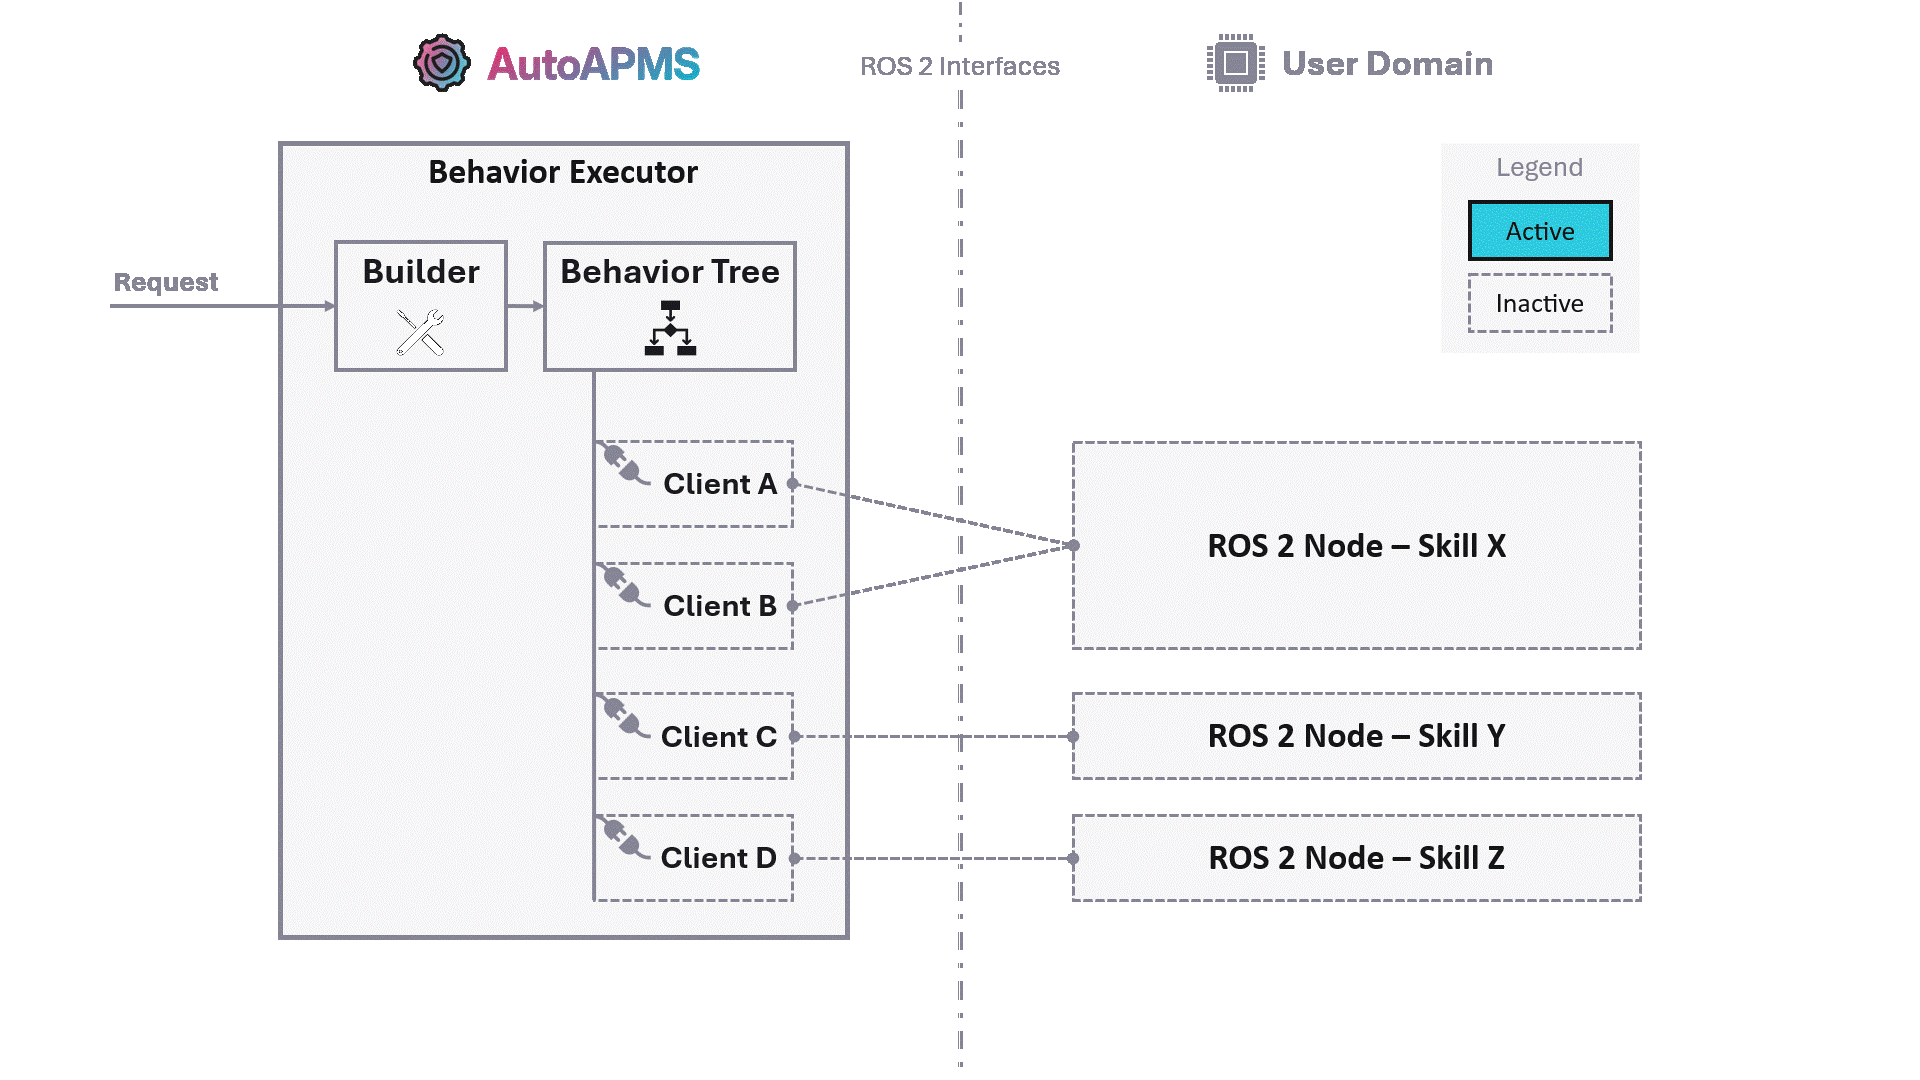 AutoAPMS
ROS 2 Interfaces
User Domain
Behavior Executor
Legend
Active
Inactive
Request
Builder
Behavior Tree
Client A
Client B
Client C
Client D
ROS 2 Node – Skill X
ROS 2 Node – Skill Y
ROS 2 Node – Skill Z